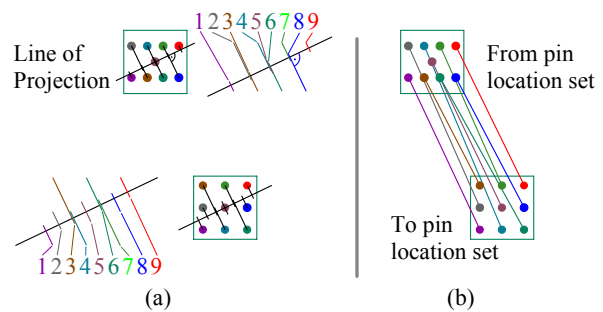 1 2 3 4 5 6 7 8 9
Line of
Projection
1 2 3 4 5 6 7 8 9
(a)
From pin
location set
To pin
location set
(b)